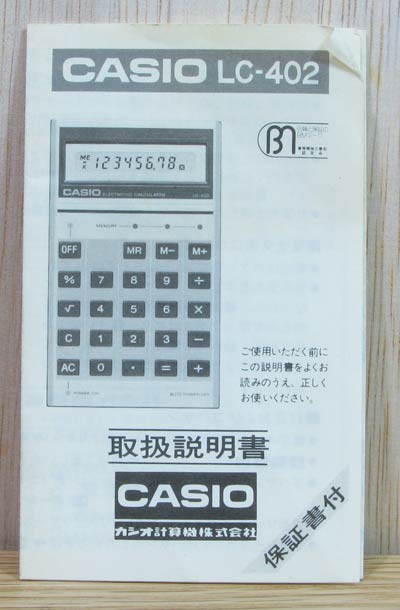 CASIO LC-402
ME
12345678.
CASIO ELECTRONIC CALCULATOR LC-402
MEMORY
OFF MR M- M+
% 7 8 9 ÷
√ 4 5 6 ×
C 1 2 3 −
AC 0 · = +
ご使用いただく前に
この説明書をよくお
読みのうえ、正しく
お使いください。
取扱説明書
CASIO
カシオ計算機株式会社
保証書付